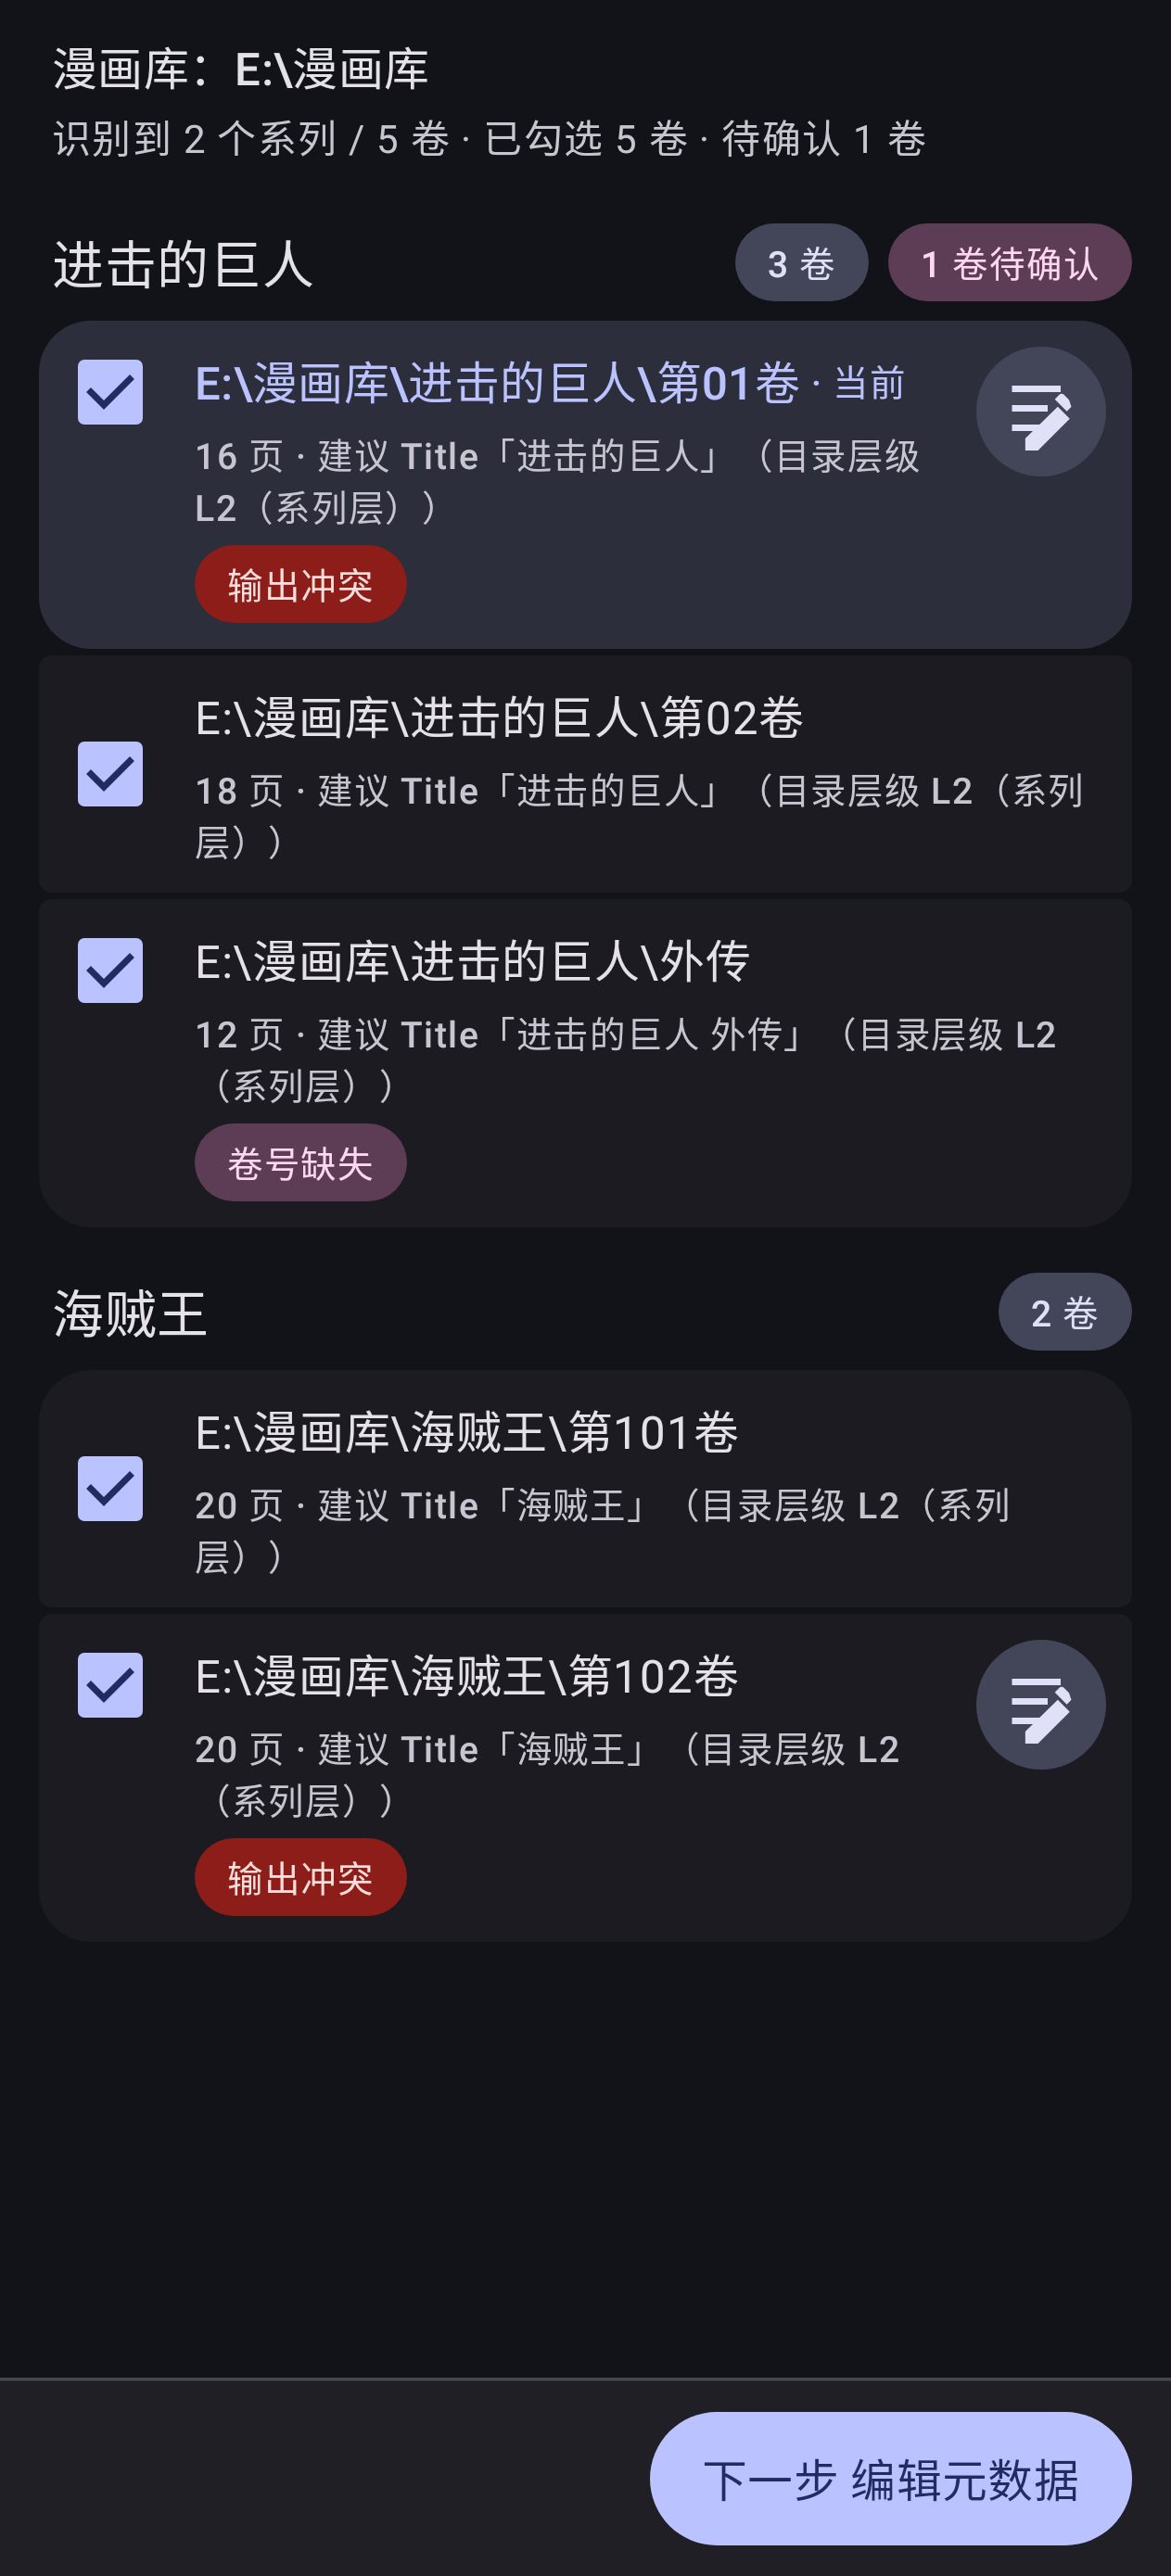 漫画库：E:\漫画库
识别到 2 个系列 / 5 卷 · 已勾选 5 卷 · 待确认 1 卷
进击的巨人
3 卷
1 卷待确认
E:\漫画库\进击的巨人\第01卷 · 当前
16 页 · 建议 Title「进击的巨人」（目录层级
L2（系列层））
输出冲突
E:\漫画库\进击的巨人\第02卷
18 页 · 建议 Title「进击的巨人」（目录层级 L2（系列
层））
E:\漫画库\进击的巨人\外传
12 页 · 建议 Title「进击的巨人 外传」（目录层级 L2
（系列层））
卷号缺失
海贼王
2 卷
E:\漫画库\海贼王\第101卷
20 页 · 建议 Title「海贼王」（目录层级 L2（系列
层））
E:\漫画库\海贼王\第102卷
20 页 · 建议 Title「海贼王」（目录层级 L2
（系列层））
输出冲突
下一步 编辑元数据